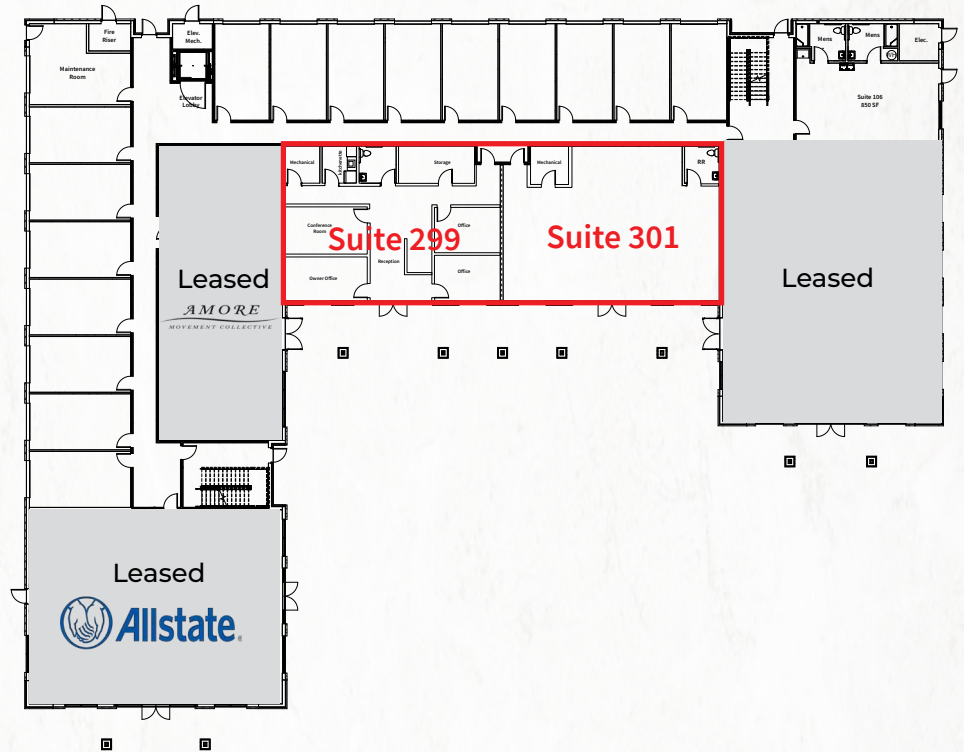 Fire
Riser
Elev.
Mech.
Mens
Mens
Elec.
Maintenance
Room
Elevator
Lobby
Suite 106
850 SF
Mechanical
kitchenette
Storage
Mechanical
RR
Conference
Room
Office
Suite 299
Suite 301
Reception
Owner Office
Office
Leased
AMORE
MOVEMENT COLLECTIVE
Leased
Leased
Allstate